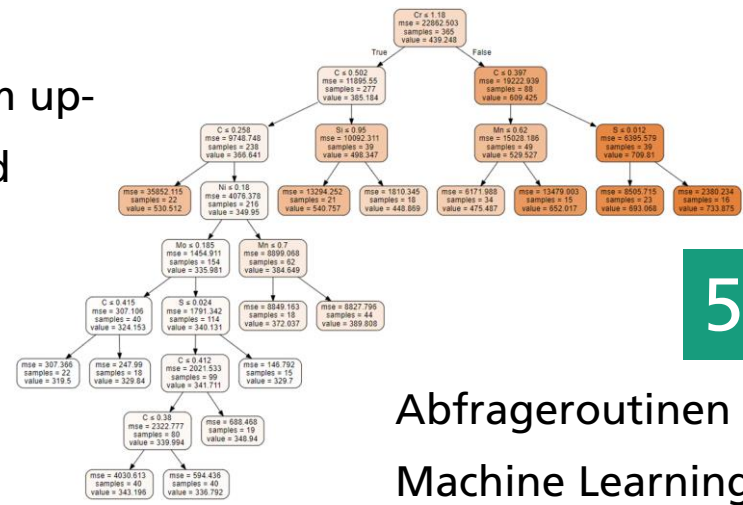 n up-
d
Cr ≤ 1.18
mse = 22862.503
samples = 365
value = 439.248
True
False
C ≤ 0.502
mse = 11895.55
samples = 277
value = 385.184
C ≤ 0.397
mse = 19222.939
samples = 88
value = 609.425
C ≤ 0.258
mse = 9748.748
samples = 238
value = 366.641
Si ≤ 0.95
mse = 10092.311
samples = 39
value = 498.347
Mn ≤ 0.62
mse = 15028.186
samples = 49
value = 529.527
S ≤ 0.012
mse = 6395.579
samples = 39
value = 709.81
mse = 35852.115
samples = 22
value = 530.512
Ni ≤ 0.18
mse = 4076.378
samples = 216
value = 349.95
mse = 13294.252
samples = 21
value = 540.757
mse = 1810.345
samples = 18
value = 448.869
mse = 6171.988
samples = 34
value = 475.487
mse = 13479.003
samples = 15
value = 652.017
mse = 8505.715
samples = 23
value = 693.068
mse = 2380.234
samples = 16
value = 733.875
Mo ≤ 0.185
mse = 1454.911
samples = 154
value = 335.981
Mn ≤ 0.7
mse = 8899.068
samples = 62
value = 384.649
C ≤ 0.415
mse = 307.106
samples = 40
value = 324.153
S ≤ 0.024
mse = 1791.342
samples = 114
value = 340.131
mse = 8849.163
samples = 18
value = 372.037
mse = 8827.796
samples = 44
value = 389.808
mse = 307.366
samples = 22
value = 319.5
mse = 247.99
samples = 18
value = 329.84
C ≤ 0.412
mse = 2021.533
samples = 99
value = 341.711
mse = 146.792
samples = 15
value = 329.7
C ≤ 0.38
mse = 2322.777
samples = 80
value = 339.994
mse = 688.468
samples = 19
value = 348.94
mse = 4030.613
samples = 40
value = 343.196
mse = 594.436
samples = 40
value = 336.792
5
Abfrageroutinen
Machine Learning